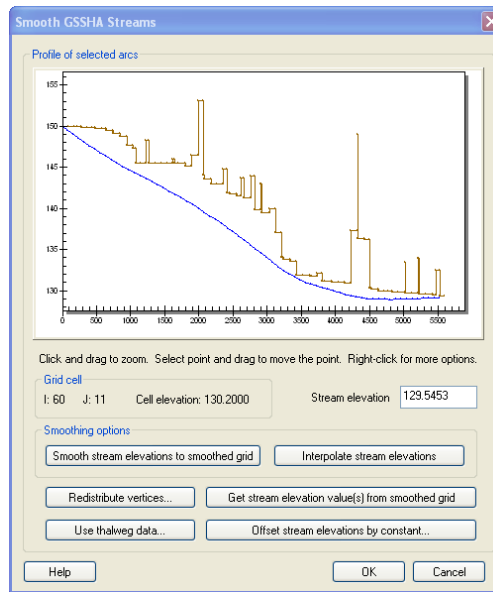 Smooth GSSHA Streams
Profile of selected arcs
155
150
145
140
135
130
0 500 1000 1500 2000 2500 3000 3500 4000 4500 5000 5500
Click and drag to zoom. Select point and drag to move the point. Right-click for more options.
Grid cell
I: 60 J: 11 Cell elevation: 130.2000
Stream elevation 129.5453
Smoothing options
Smooth stream elevations to smoothed grid Interpolate stream elevations
Redistribute vertices... Get stream elevation value(s) from smoothed grid
Use thalweg data... Offset stream elevations by constant...
Help OK Cancel